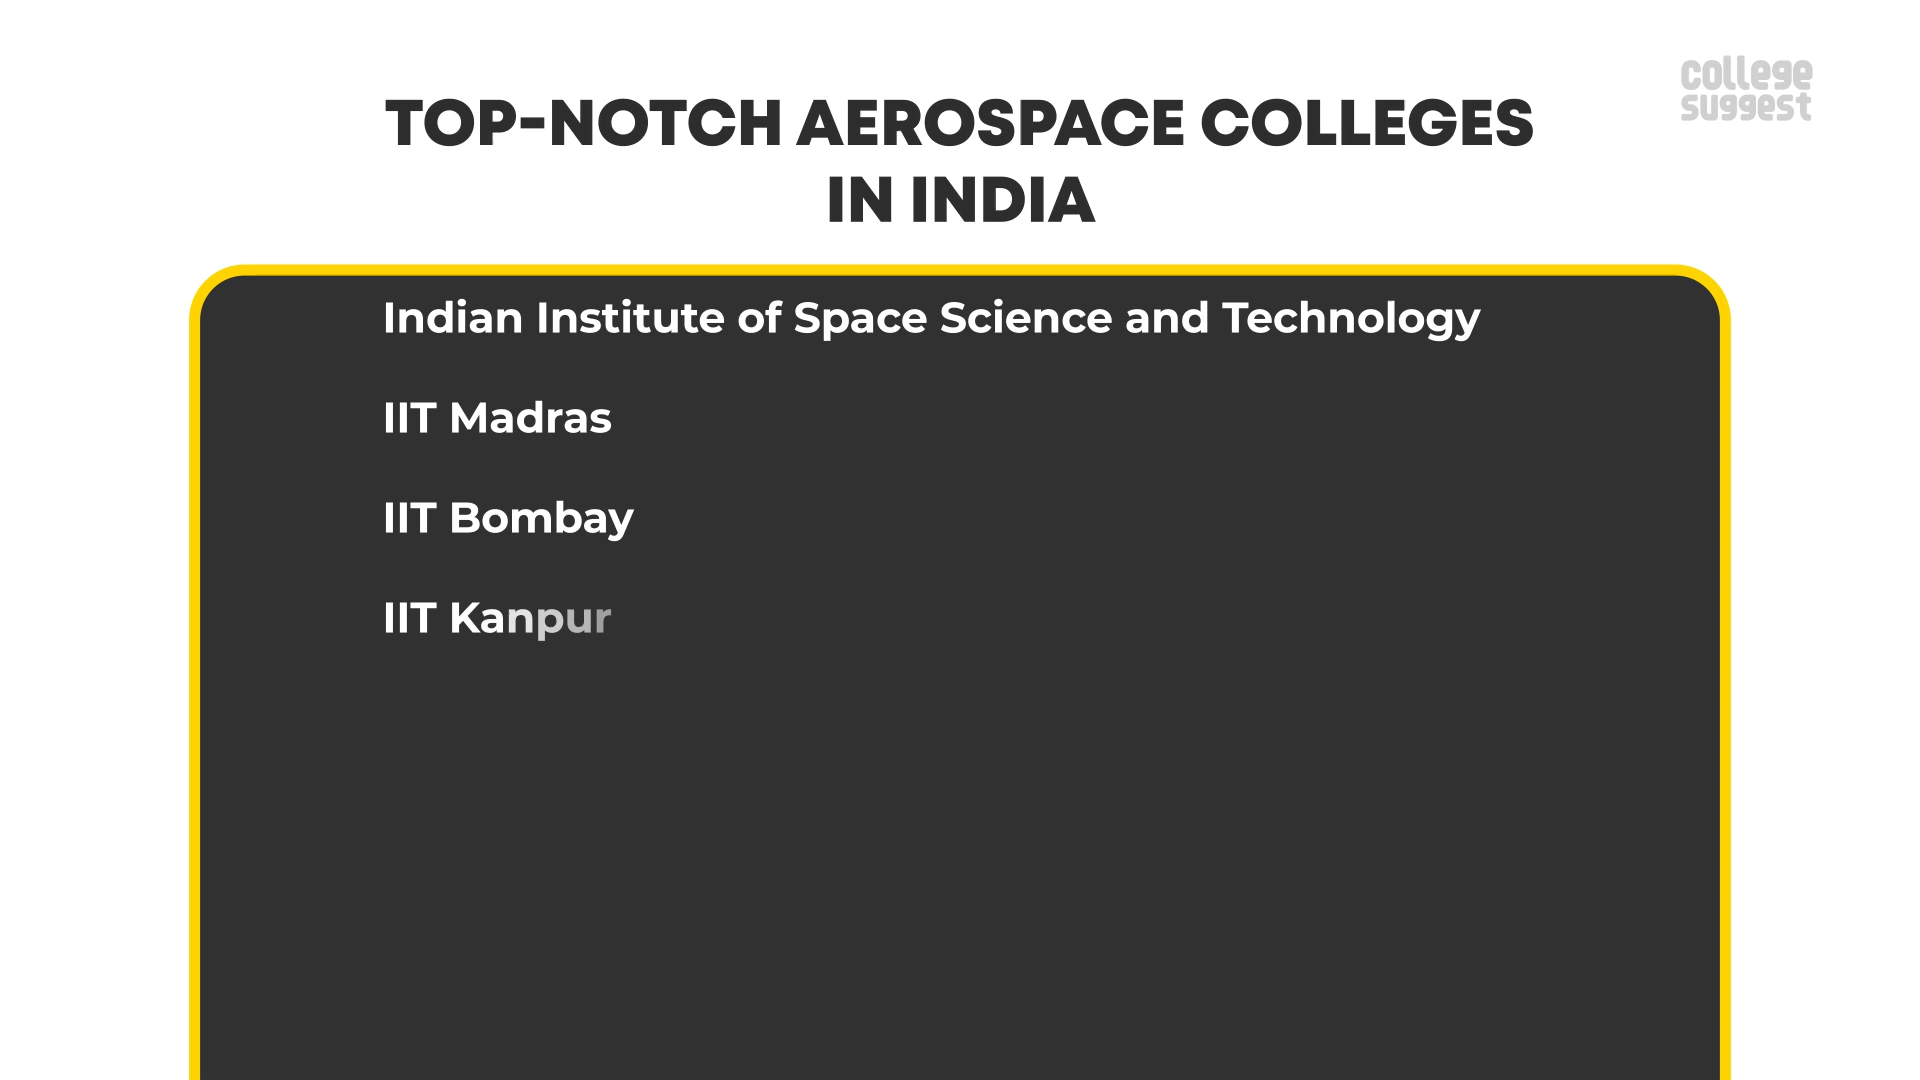 college
suggest
TOP-NOTCH AEROSPACE COLLEGES
IN INDIA
Indian Institute of Space Science and Technology
IIT Madras
IIT Bombay
IIT Kanpur